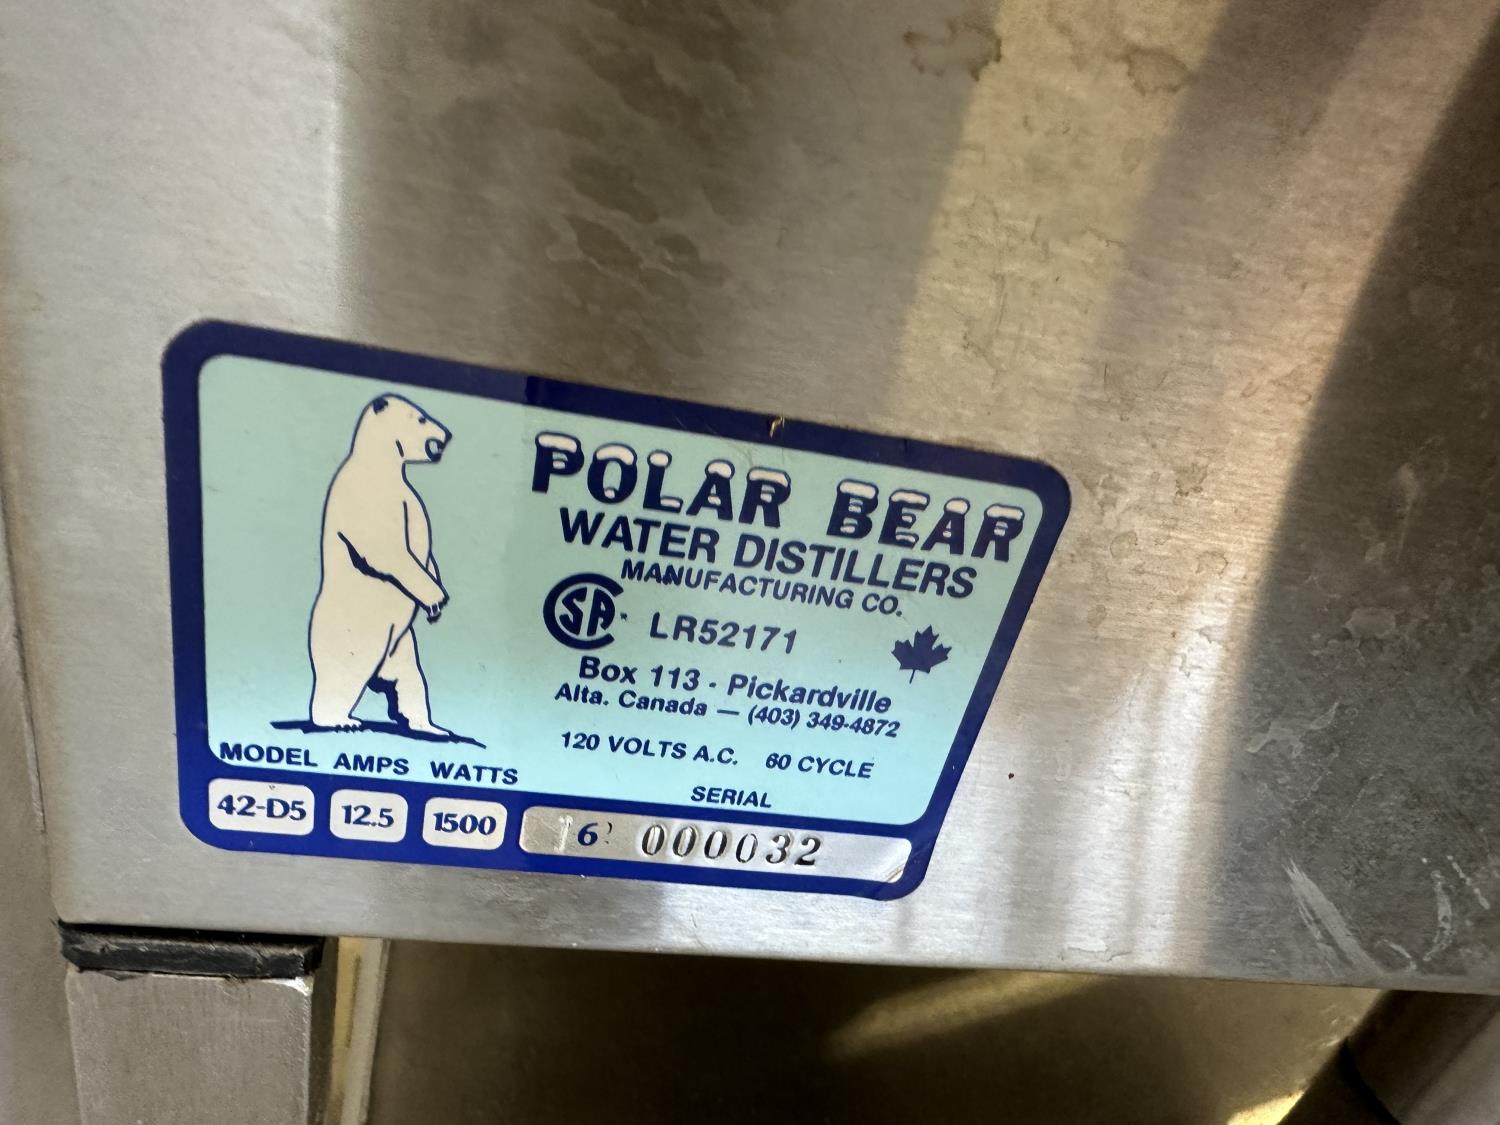 POLAR BEAR
WATER DISTILLERS
MANUFACTURING CO.
SA LR52171
Box 113 - Pickardville
Alta. Canada — (403) 349-4872
120 VOLTS A.C. 60 CYCLE
MODEL AMPS WATTS
SERIAL
42-D5 12.5 1500 6 000032